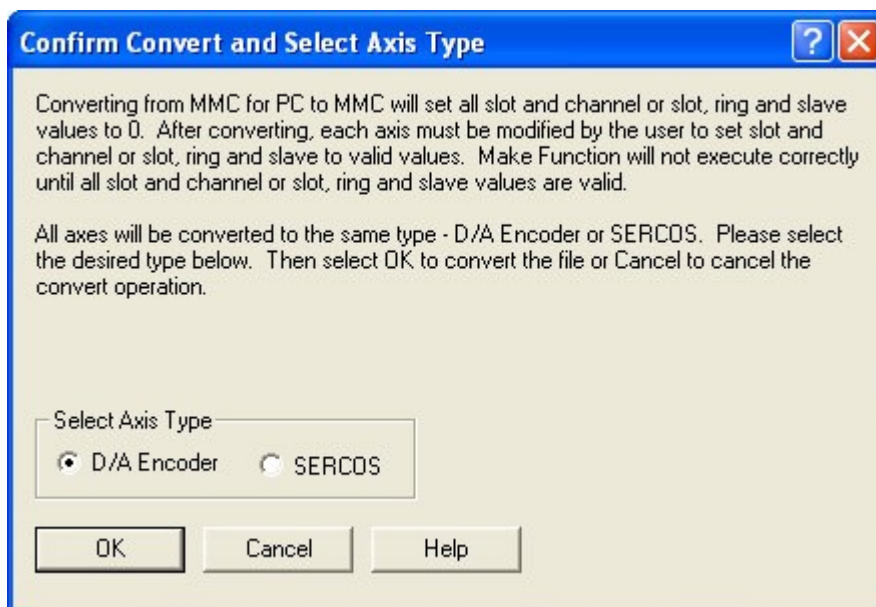 Confirm Convert and Select Axis Type
Converting from MMC for PC to MMC will set all slot and channel or slot, ring and slave
values to 0. After converting, each axis must be modified by the user to set slot and
channel or slot, ring and slave to valid values. Make Function will not execute correctly
until all slot and channel or slot, ring and slave values are valid.
All axes will be converted to the same type - D/A Encoder or SERCOS. Please select
the desired type below. Then select OK to convert the file or Cancel to cancel the
convert operation.
Select Axis Type
D/A Encoder
SERCOS
OK
Cancel
Help